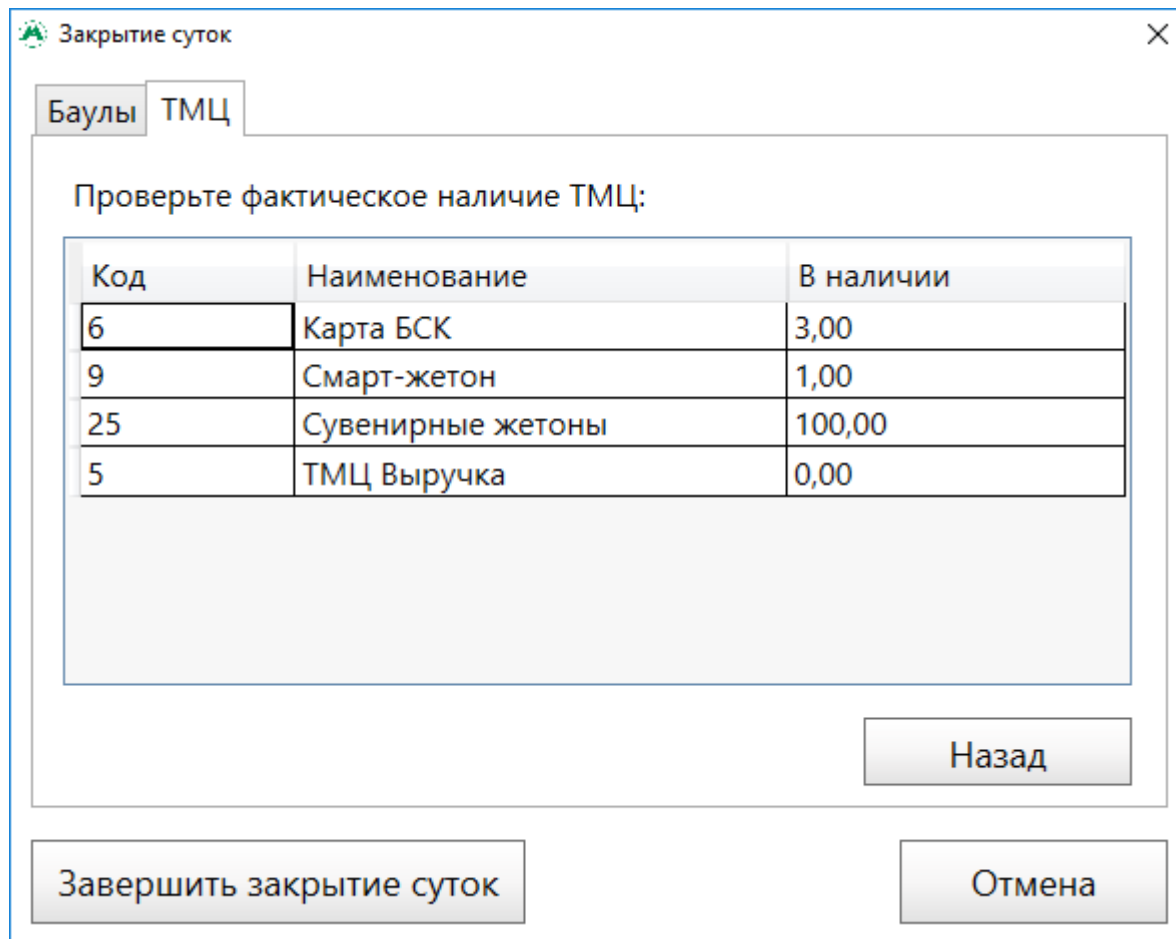 Закрытие суток
Баулы ТМЦ
Проверьте фактическое наличие ТМЦ:
Код Наименование В наличии
6 Карта БСК 3,00
9 Смарт-жетон 1,00
25 Сувенирные жетоны 100,00
5 ТМЦ Выручка 0,00
Назад
Завершить закрытие суток Отмена